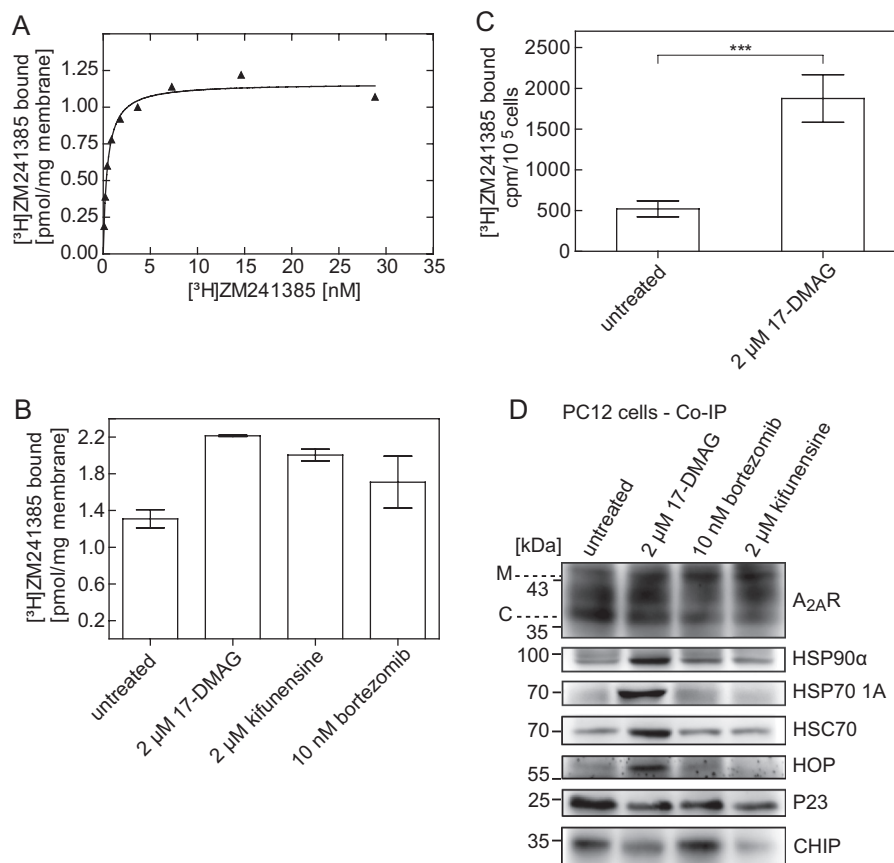 A
[³H]ZM241385 bound
[pmol/mg membrane]
1.25
1.00
0.75
0.50
0.25
0.00
0 5 10 15 20 25 30 35
[³H]ZM241385 [nM]
C
[³H]ZM241385 bound
cpm/10 5 cells
2500
2000
1500
1000
500
0
***
untreated
2 µM 17-DMAG
B
[³H]ZM241385 bound
[pmol/mg membrane]
2.2
1.8
1.4
1.0
0.6
0.2
untreated
2 µM 17-DMAG
2 µM kifunensine
10 nM bortezomib
D PC12 cells - Co-IP
untreated
2 µM 17-DMAG
10 nM bortezomib
2 µM kifunensine
[kDa]
M
43
C
35
A2AR
100 HSP90α
70 HSP70 1A
70 HSC70
55 HOP
25 P23
35 CHIP